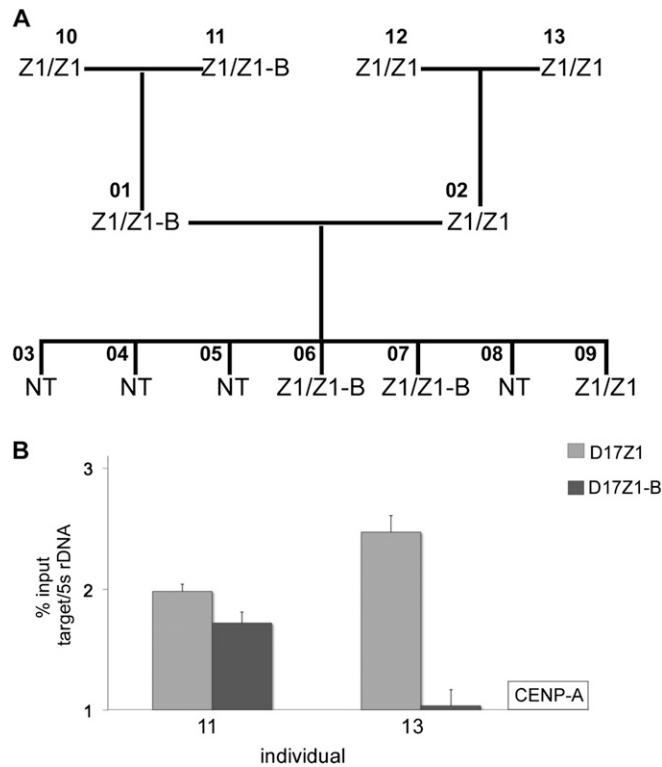 A
10 11 12 13
Z1/Z1 Z1/Z1-B Z1/Z1 Z1/Z1
01 02
Z1/Z1-B Z1/Z1
03 04 05 06 07 08 09
NT NT NT Z1/Z1-B Z1/Z1-B NT Z1/Z1
B
D17Z1
D17Z1-B
3
2
1
% input
target/5s rDNA
CENP-A
11 13
individual